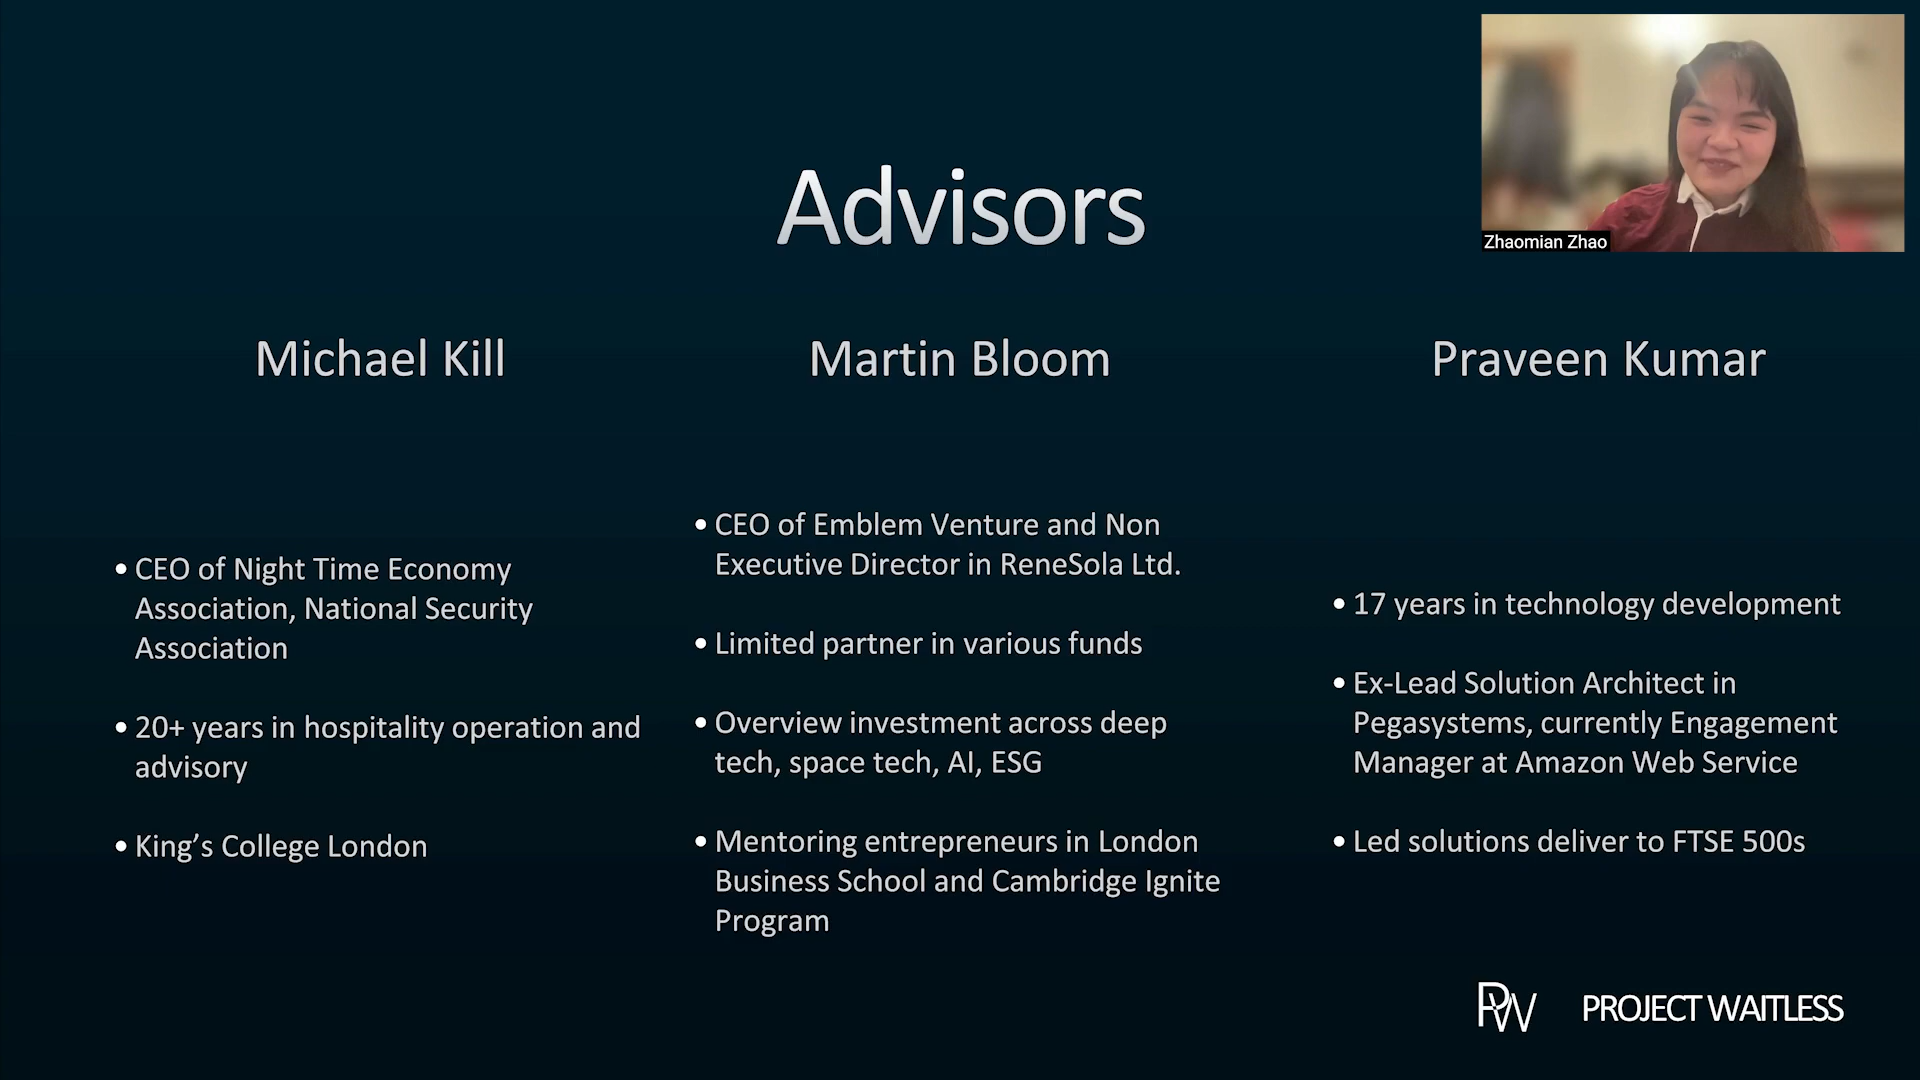 Zhaomian Zhao
Advisors
Michael Kill
• CEO of Night Time Economy
Association, National Security
Association
• 20+ years in hospitality operation and
advisory
• King’s College London
Martin Bloom
• CEO of Emblem Venture and Non
Executive Director in ReneSola Ltd.
• Limited partner in various funds
• Overview investment across deep
tech, space tech, AI, ESG
• Mentoring entrepreneurs in London
Business School and Cambridge Ignite
Program
Praveen Kumar
• 17 years in technology development
• Ex-Lead Solution Architect in
Pegasystems, currently Engagement
Manager at Amazon Web Service
• Led solutions deliver to FTSE 500s
PW PROJECT WAITLESS